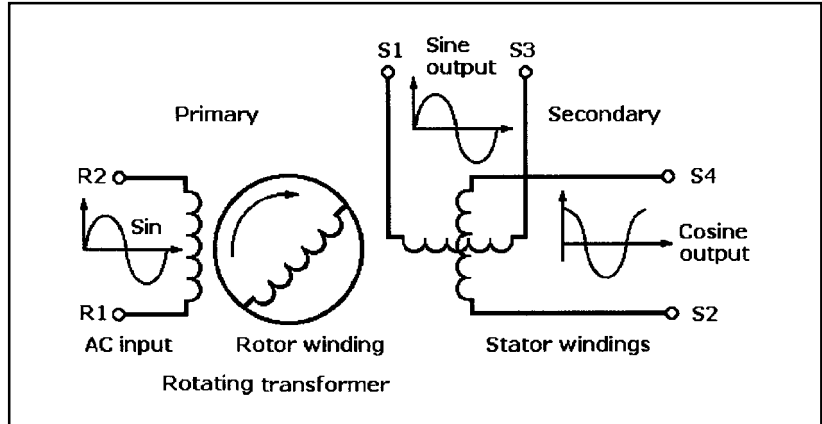 S1
Sine
output
S3
Primary
Secondary
R2
S4
Sin
Cosine
output
R1
S2
AC input
Rotor winding
Stator windings
Rotating transformer